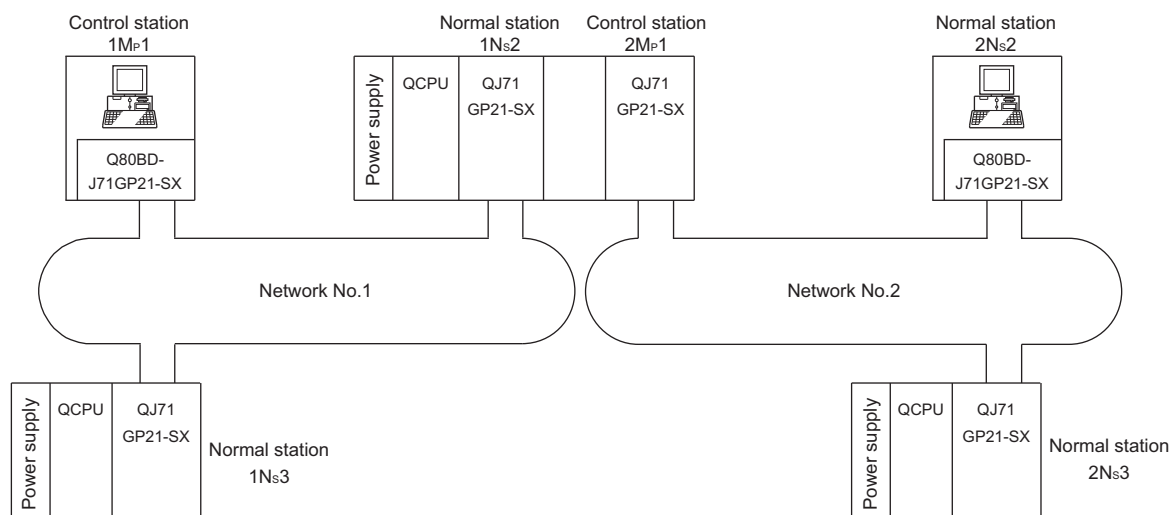 Control station
1MP1
Normal station
1NS2
Control station
2MP1
Normal station
2NS2
Q80BD-
J71GP21-SX
Power supply
QCPU
QJ71
GP21-SX
QJ71
GP21-SX
Q80BD-
J71GP21-SX
Network No.1
Network No.2
Power supply
QCPU
QJ71
GP21-SX
Normal station
1NS3
Power supply
QCPU
QJ71
GP21-SX
Normal station
2NS3